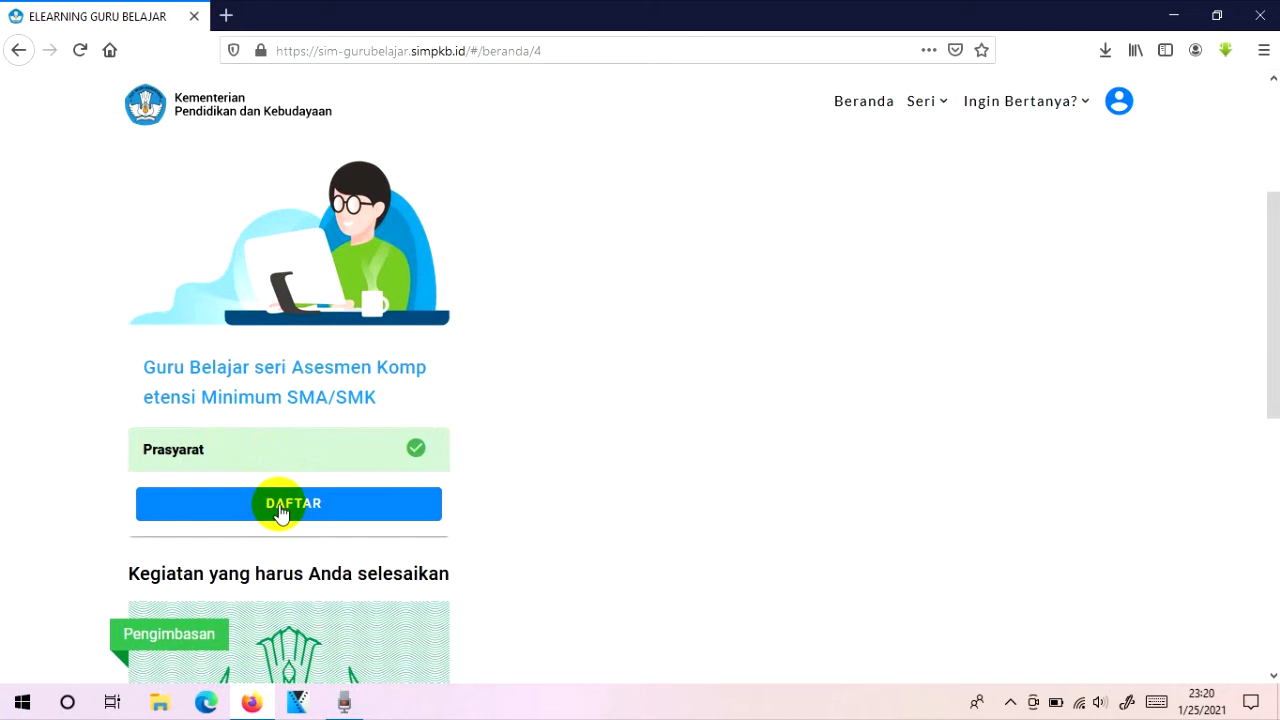 ELEARNING GURU BELAJAR
https://sim-gurubelajar.simpkb.id/#/beranda/4
Kementerian
Pendidikan dan Kebudayaan
Beranda Seri Ingin Bertanya?
Guru Belajar seri Asesmen Komp
etensi Minimum SMA/SMK
Prasyarat
DAFTAR
Kegiatan yang harus Anda selesaikan
Pengimbasan
23:20
1/25/2021